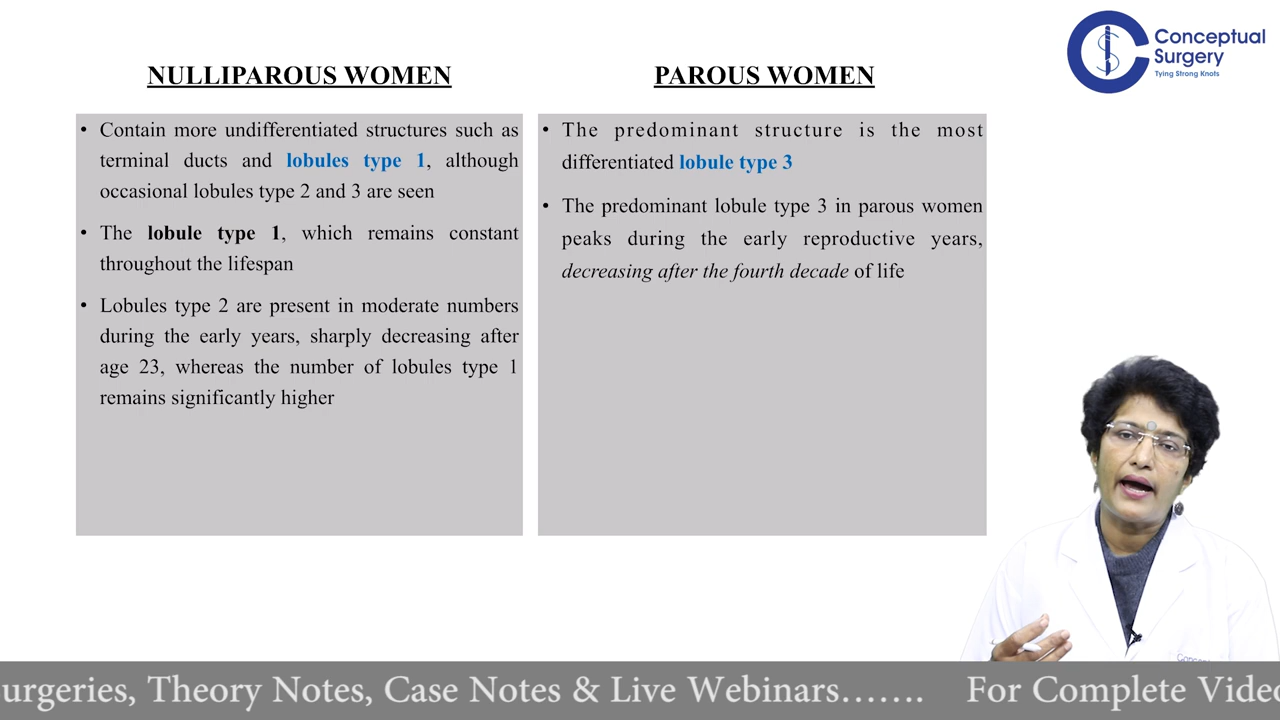 Conceptual
Surgery
Tying Strong Knots
NULLIPAROUS WOMEN
• Contain more undifferentiated structures such as
terminal ducts and lobules type 1, although
occasional lobules type 2 and 3 are seen
• The lobule type 1, which remains constant
throughout the lifespan
• Lobules type 2 are present in moderate numbers
during the early years, sharply decreasing after
age 23, whereas the number of lobules type 1
remains significantly higher
PAROUS WOMEN
• The predominant structure is the most
differentiated lobule type 3
• The predominant lobule type 3 in parous women
peaks during the early reproductive years,
decreasing after the fourth decade of life
urgeries, Theory Notes, Case Notes & Live Webinars……. For Complete Video